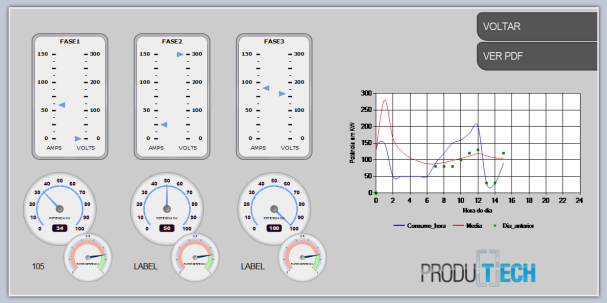 FASE1
150 300
100 200
50 100
0 0
AMPS VOLTS
FASE2
150 300
100 200
50 100
0 0
AMPS VOLTS
FASE3
150 300
100 200
50 100
0 0
AMPS VOLTS
VOLTAR
VER PDF
Potência em KW
300
250
200
150
100
50
0
0 2 4 6 8 10 12 14 16 18 20 22 24
Hora do dia
Consumo_hora Media Dia_anterior
0 10 20 30 40 50 60 70 80 90 100
34
0 10 20 30 40 50 60 70 80 90 100
50
0 10 20 30 40 50 60 70 80 90 100
100
105
LABEL
LABEL
PRODUTECH